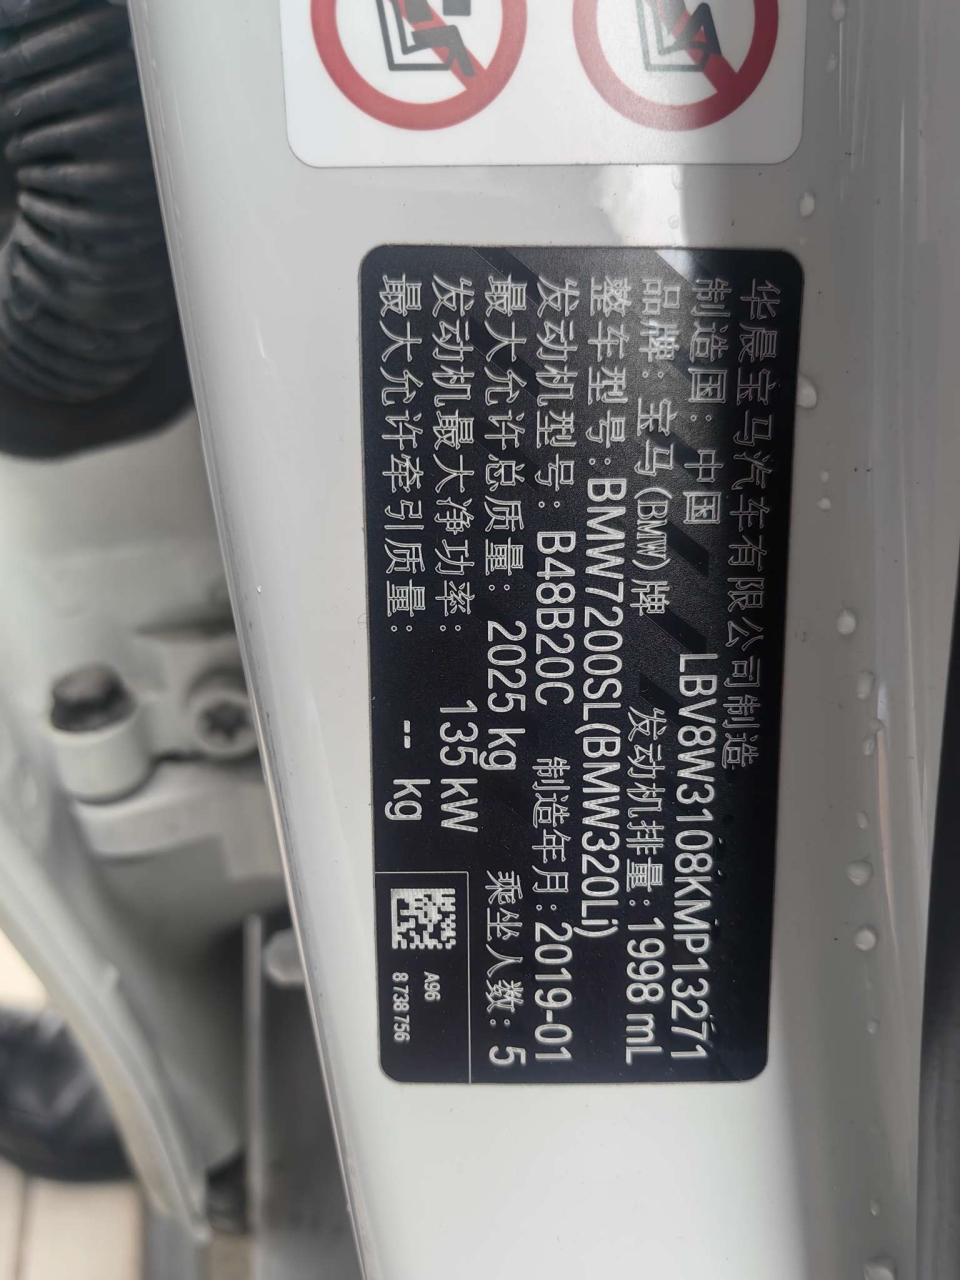 华晨宝马汽车有限公司制造
制造国：中国 LBV8W3108KMP13271
品牌：宝马(BMW)牌 发动机排量：1998 mL
整车型号：BMW7200SL(BMW320Li)
发动机型号：B48B20C 制造年月：2019-01
最大允许总质量：2025 kg 乘坐人数：5
发动机最大净功率：135 kW
最大允许牵引质量：-- kg
A96
8 738 756